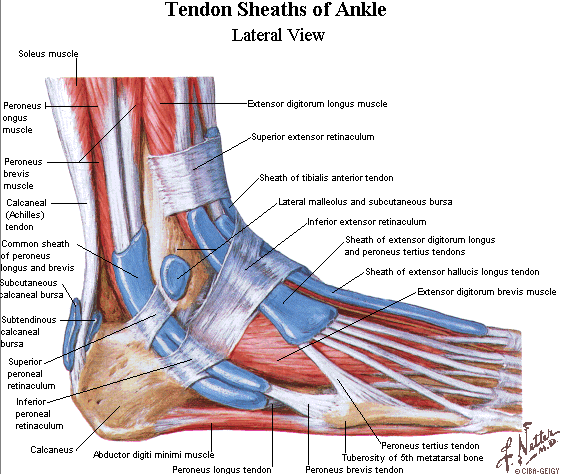 Tendon Sheaths of Ankle
Lateral View
Soleus muscle
Peroneus
ongus
muscle
Peroneus
brevis
muscle
Calcaneal
(Achilles)
tendon
Common sheath
of peroneus
longus and brevis
Subcutaneous
calcaneal bursa
Subtendinous
calcaneal
bursa
Superior
peroneal
retinaculum
Inferior
peroneal
retinaculum
Calcaneus
Extensor digitorum longus muscle
Superior extensor retinaculum
Sheath of tibialis anterior tendon
Lateral malleolus and subcutaneous bursa
Inferior extensor retinaculum
Sheath of extensor digitorum longus
and peroneus tertius tendons
Sheath of extensor hallucis longus tendon
Extensor digitorum brevis muscle
Abductor digiti minimi muscle
Peroneus longus tendon
Peroneus brevis tendon
Tuberosity of 5th metatarsal bone
Peroneus tertius tendon
F. Netter
M.D.
© CIBA-GEIGY